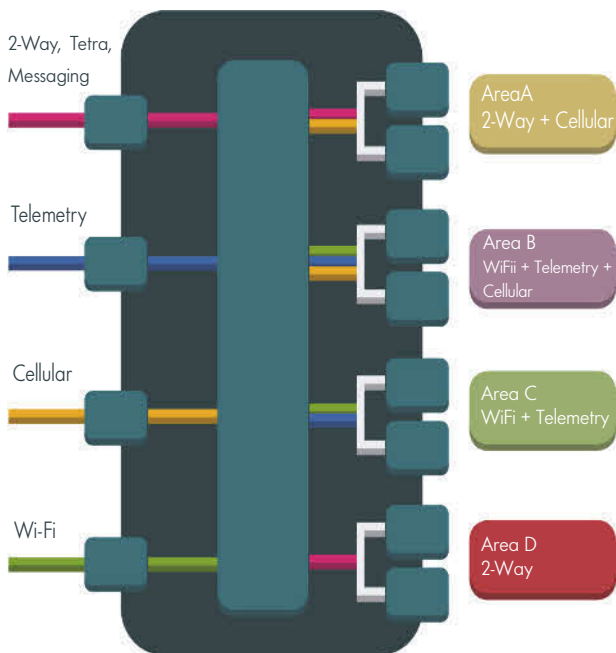 2-Way, Tetra,
Messaging
AreaA
2-Way + Cellular
Telemetry
Area B
WiFii + Telemetry +
Cellular
Cellular
Area C
WiFi + Telemetry
Wi-Fi
Area D
2-Way